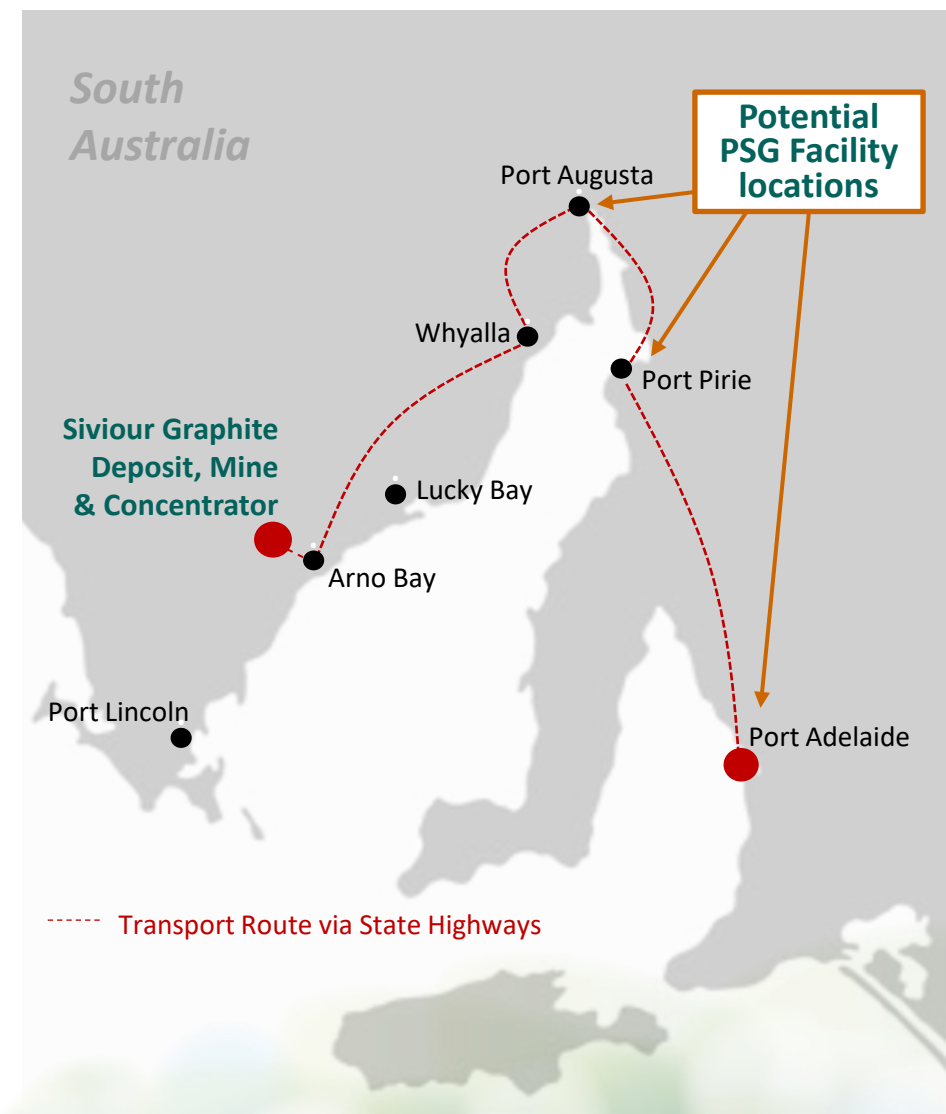 South
Australia
Potential
PSG Facility
locations
Port Augusta
Whyalla
Port Pirie
Siviour Graphite
Deposit, Mine
& Concentrator
Lucky Bay
Arno Bay
Port Lincoln
Port Adelaide
Transport Route via State Highways